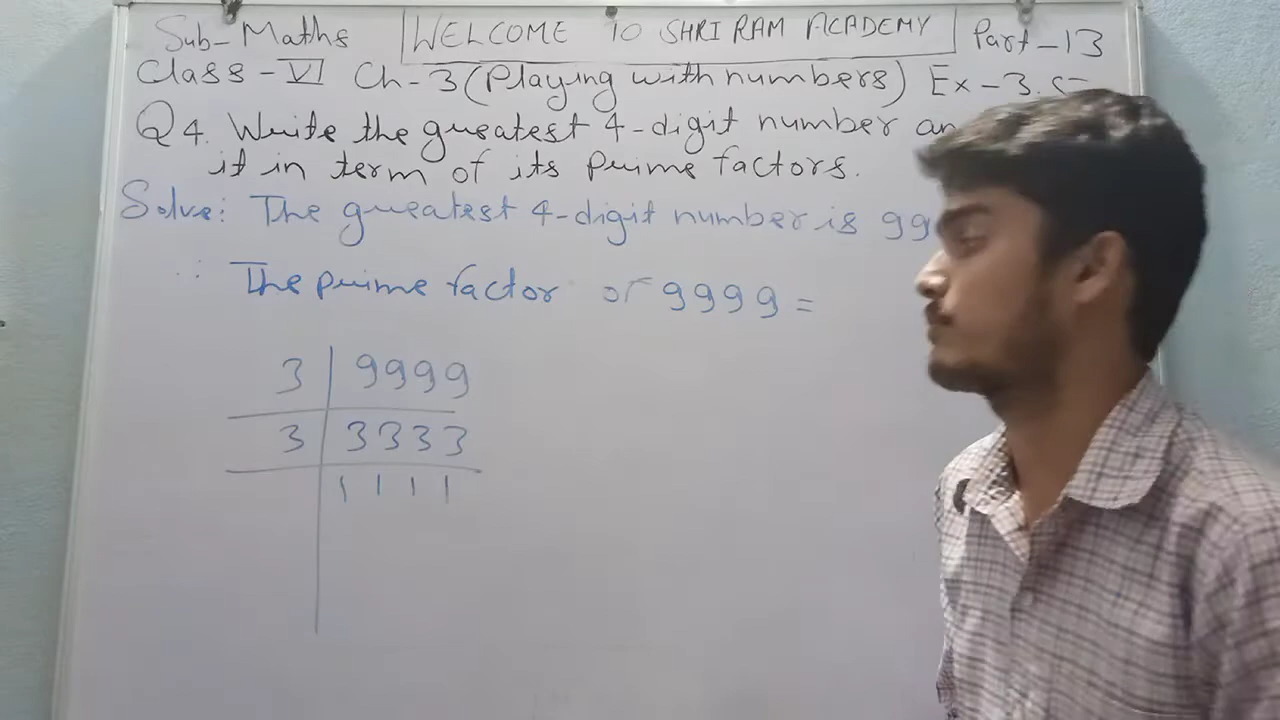 Sub-Maths WELCOME TO SHRI RAM ACADEMY Part-13
Class-VI Ch-3 (Playing with numbers) Ex-3.5
Q4. Write the greatest 4-digit number
it in term of its prime factors.
Solve: The greatest 4-digit number is 99
∴ The prime factor of 9999 =
3 | 9999
3 | 3333
1111